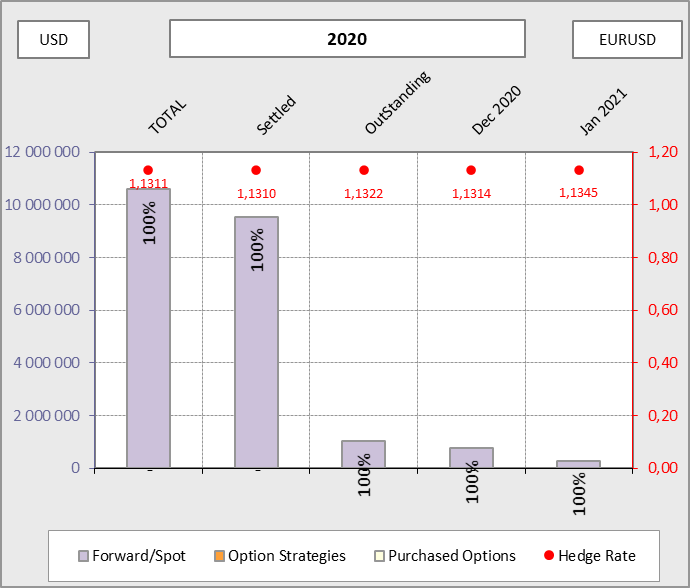 USD
2020
EURUSD
TOTAL
Settled
OutStanding
Dec 2020
Jan 2021
12 000 000
10 000 000
8 000 000
6 000 000
4 000 000
2 000 000
0
1,20
1,00
0,80
0,60
0,40
0,20
0,00
1,1311
1,1310
1,1322
1,1314
1,1345
100%
100%
100%
100%
100%
-
-
Forward/Spot
Option Strategies
Purchased Options
Hedge Rate